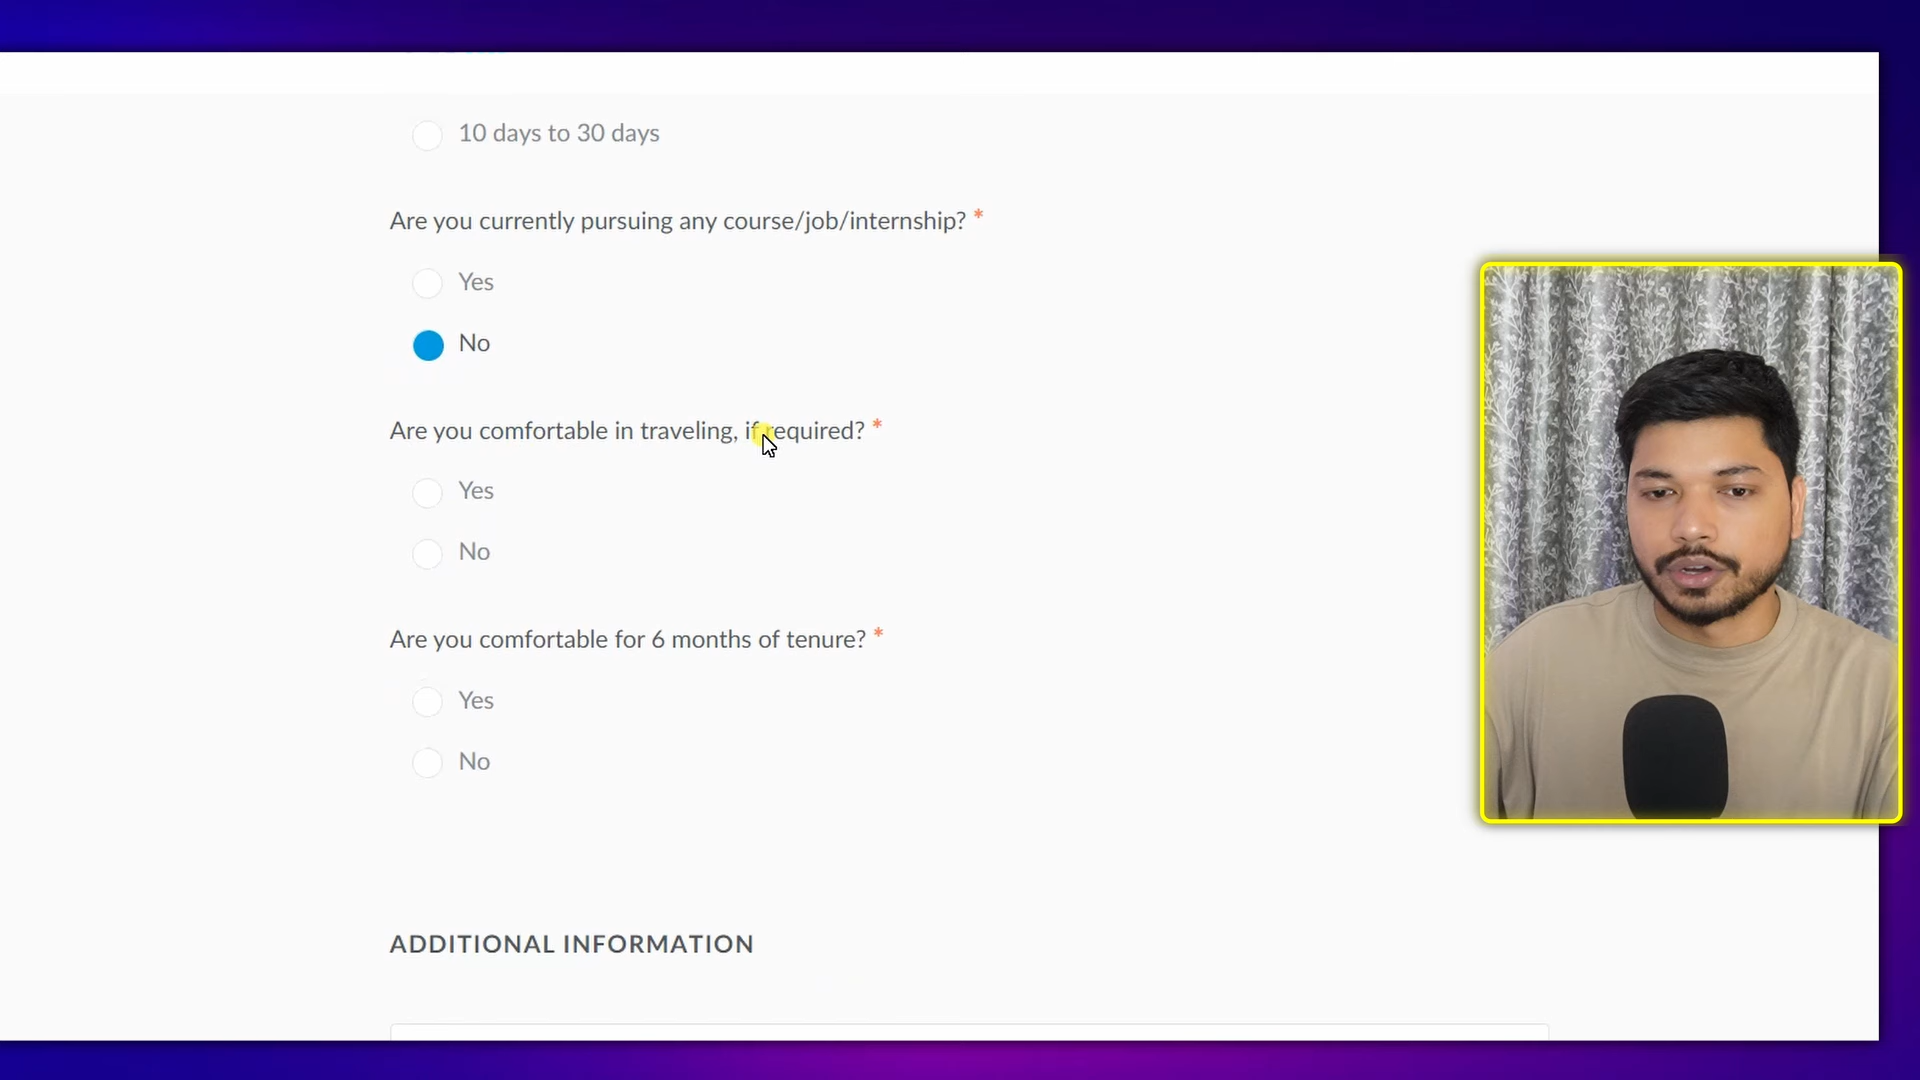 10 days to 30 days
Are you currently pursuing any course/job/internship? *
Yes
No
Are you comfortable in traveling, if required? *
Yes
No
Are you comfortable for 6 months of tenure? *
Yes
No
ADDITIONAL INFORMATION